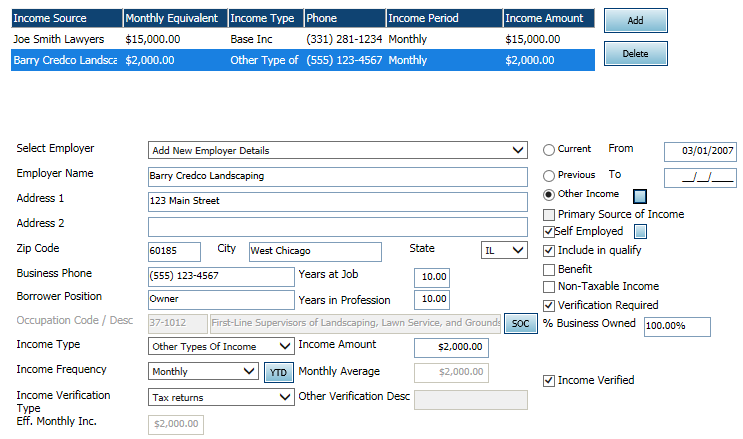 Income Source Monthly Equivalent Income Type Phone Income Period Income Amount Add
Joe Smith Lawyers $15,000.00 Base Inc (331) 281-1234 Monthly $15,000.00
Barry Credco Landsca $2,000.00 Other Type of (555) 123-4567 Monthly $2,000.00 Delete
Select Employer Add New Employer Details Current From 03/01/2007
Employer Name Barry Credco Landscaping Previous To __/__/____
Address 1 123 Main Street Other Income
Primary Source of Income
Address 2 Self Employed
Zip Code 60185 City West Chicago State IL Include in qualify
Business Phone (555) 123-4567 Years at Job 10.00 Benefit
Non-Taxable Income
Borrower Position Owner Years in Profession 10.00 Verification Required
Occupation Code / Desc 37-1012 First-Line Supervisors of Landscaping, Lawn Service, and Grounds SOC % Business Owned 100.00%
Income Type Other Types Of Income Income Amount $2,000.00
Income Frequency Monthly YTD Monthly Average $2,000.00
Income Verified
Income Verification Tax returns Other Verification Desc
Type
Eff. Monthly Inc. $2,000.00